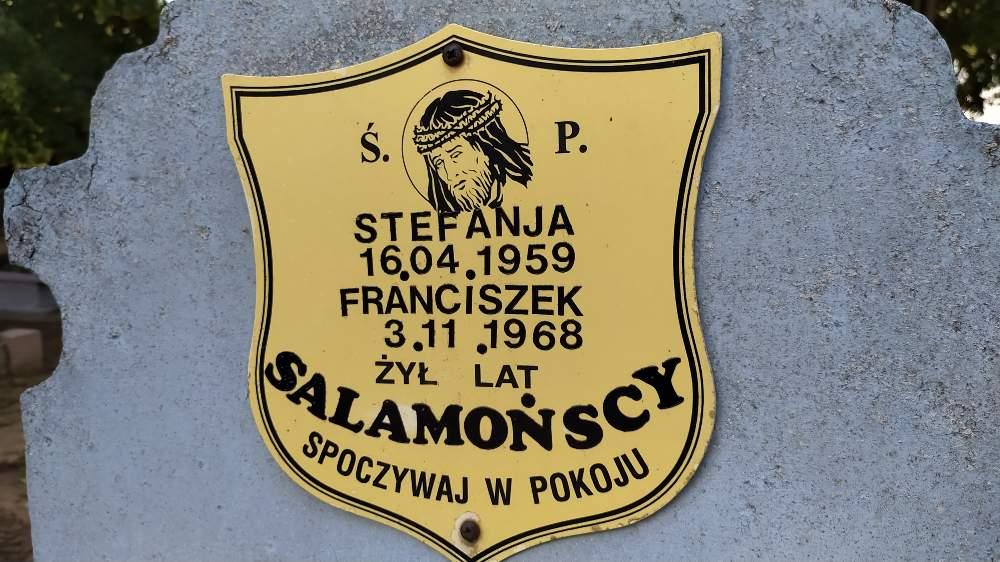 Ś. P.
STEFANJA
16.04.1959
FRANCISZEK
3.11.1968
ŻYŁ LAT
SALAMOŃSCY
SPOCZYWAJ W POKOJU